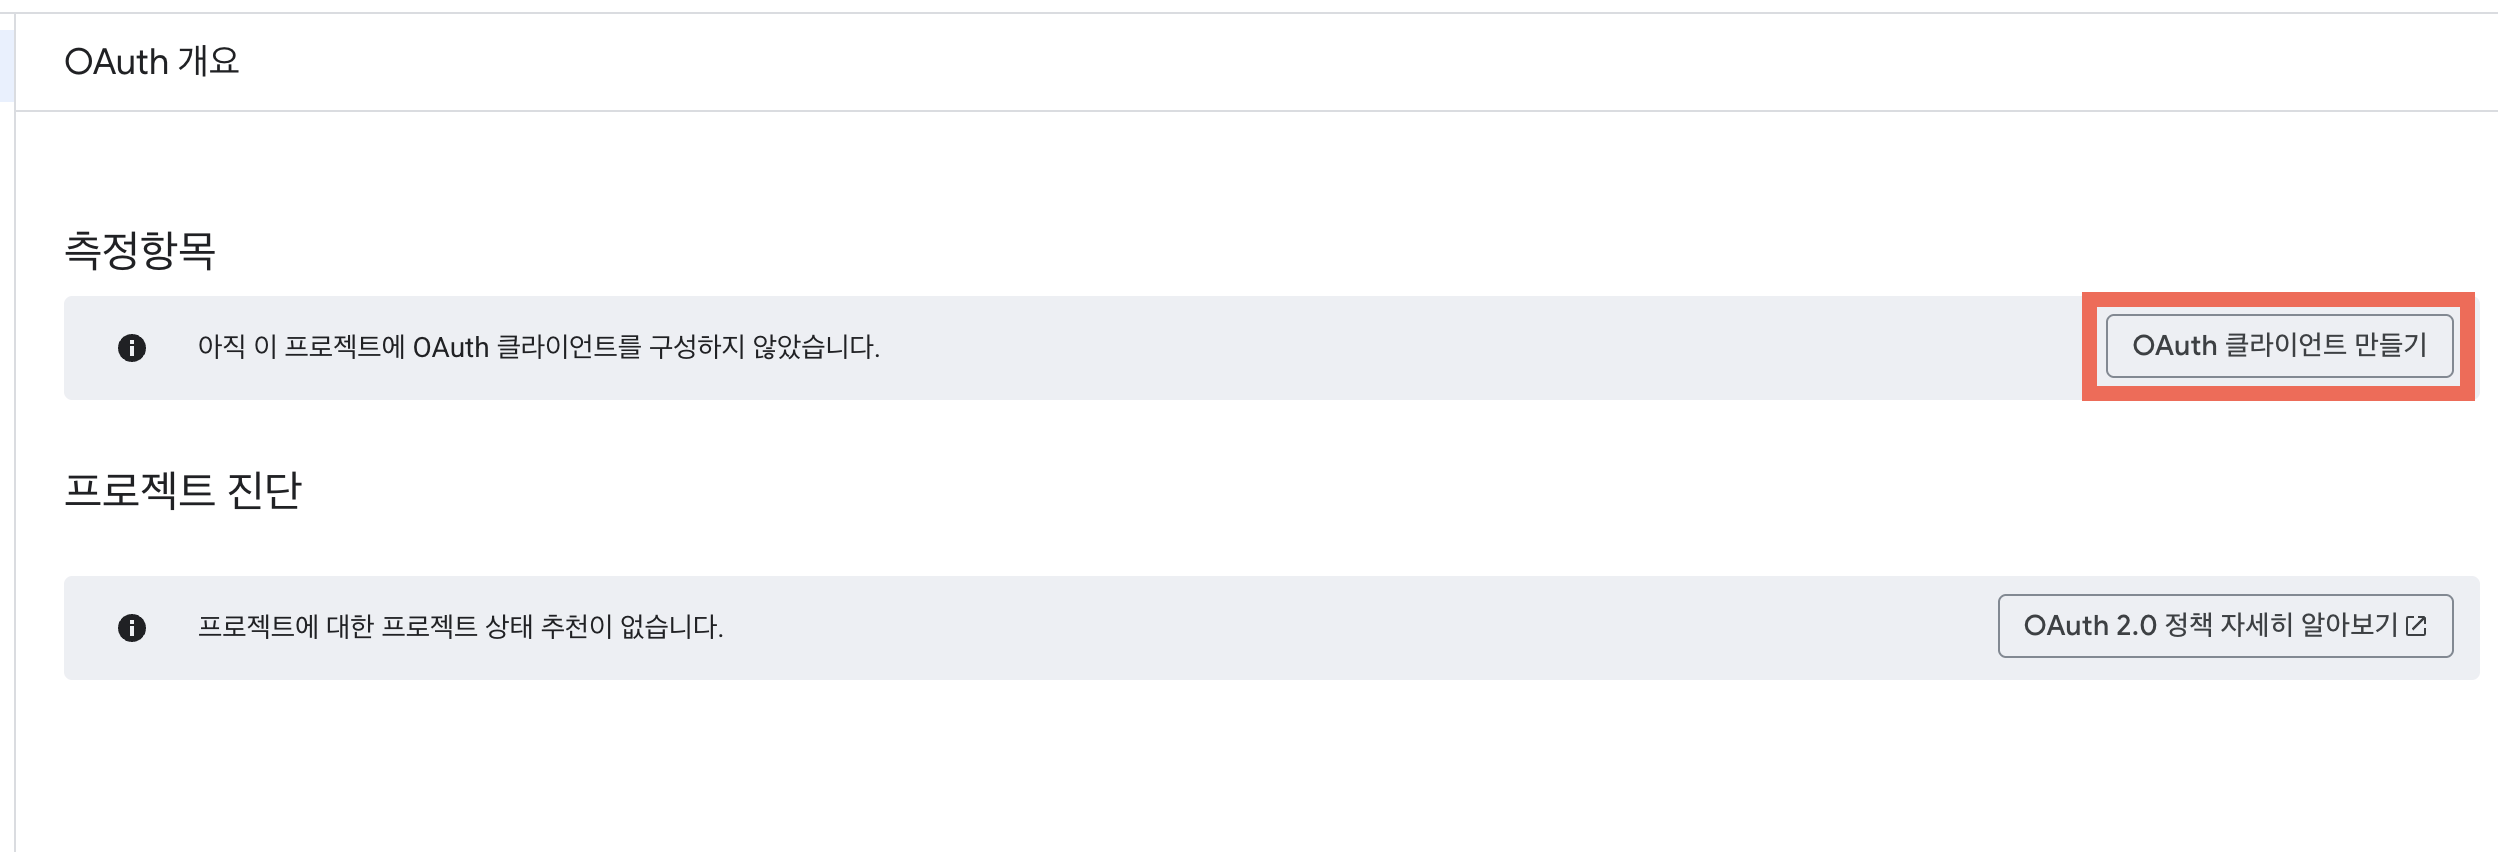 OAuth 개요
측정항목
아직 이 프로젝트에 OAuth 클라이언트를 구성하지 않았습니다.
OAuth 클라이언트 만들기
프로젝트 진단
프로젝트에 대한 프로젝트 상태 추천이 없습니다.
OAuth 2.0 정책 자세히 알아보기